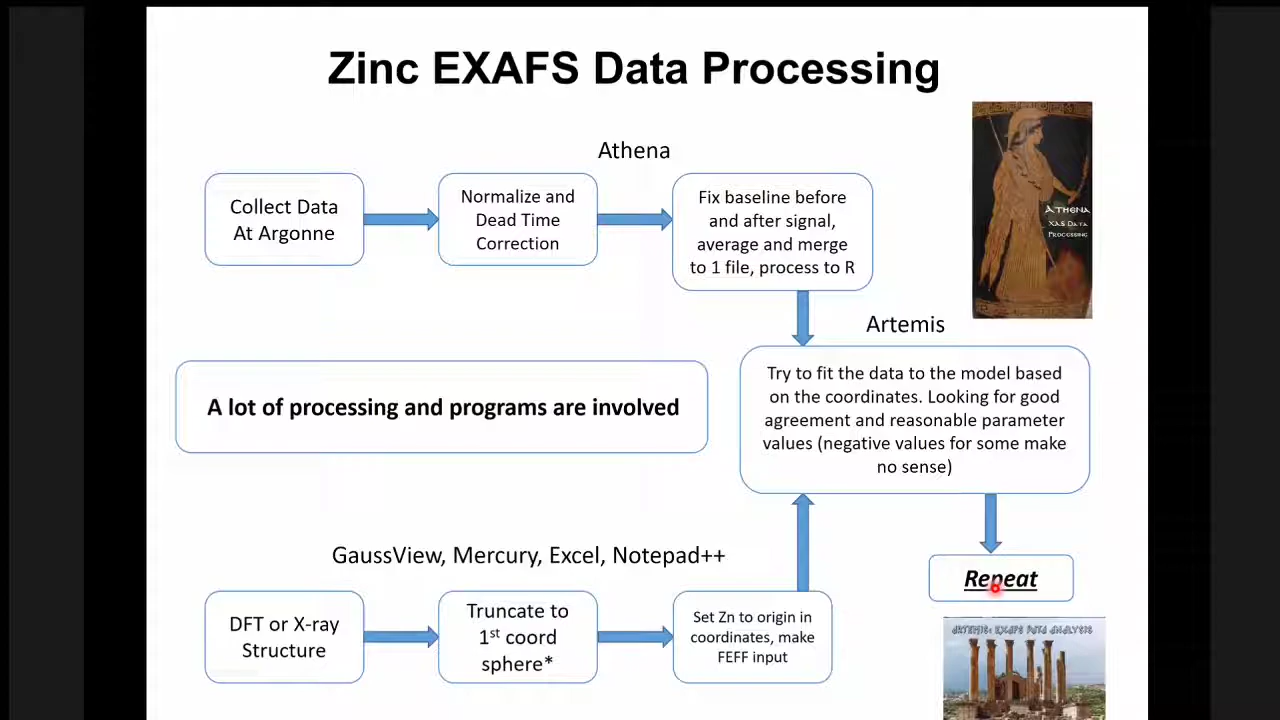 Zinc EXAFS Data Processing
Athena
Collect Data
At Argonne
Normalize and
Dead Time
Correction
Fix baseline before
and after signal,
average and merge
to 1 file, process to R
ATHENA
XAS DATA
PROCESSING
Artemis
Try to fit the data to the model based
on the coordinates. Looking for good
agreement and reasonable parameter
values (negative values for some make
no sense)
A lot of processing and programs are involved
GaussView, Mercury, Excel, Notepad++
Repeat
DFT or X-ray
Structure
Truncate to
1st coord
sphere*
Set Zn to origin in
coordinates, make
FEFF input
ARTEMIS: EXAFS DATA ANALYSIS